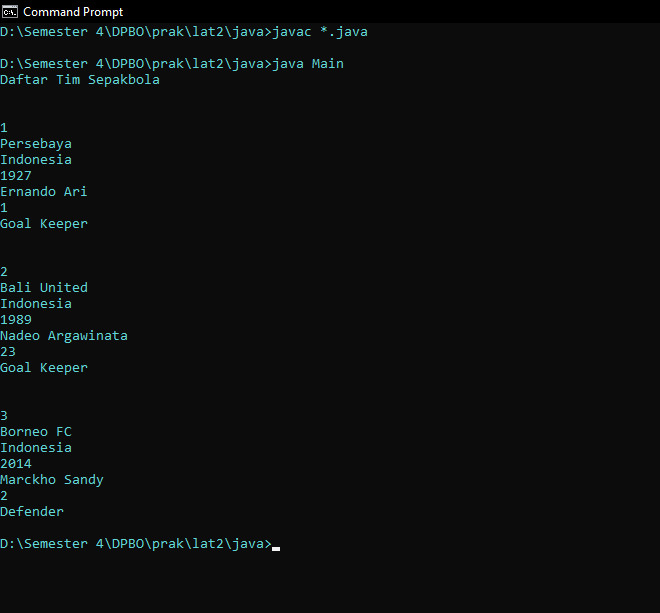 Command Prompt
D:\Semester 4\DPBO\prak\lat2\java>javac *.java
D:\Semester 4\DPBO\prak\lat2\java>java Main
Daftar Tim Sepakbola
1
Persebaya
Indonesia
1927
Ernando Ari
1
Goal Keeper
2
Bali United
Indonesia
1989
Nadeo Argawinata
23
Goal Keeper
3
Borneo FC
Indonesia
2014
Marckho Sandy
2
Defender
D:\Semester 4\DPBO\prak\lat2\java>